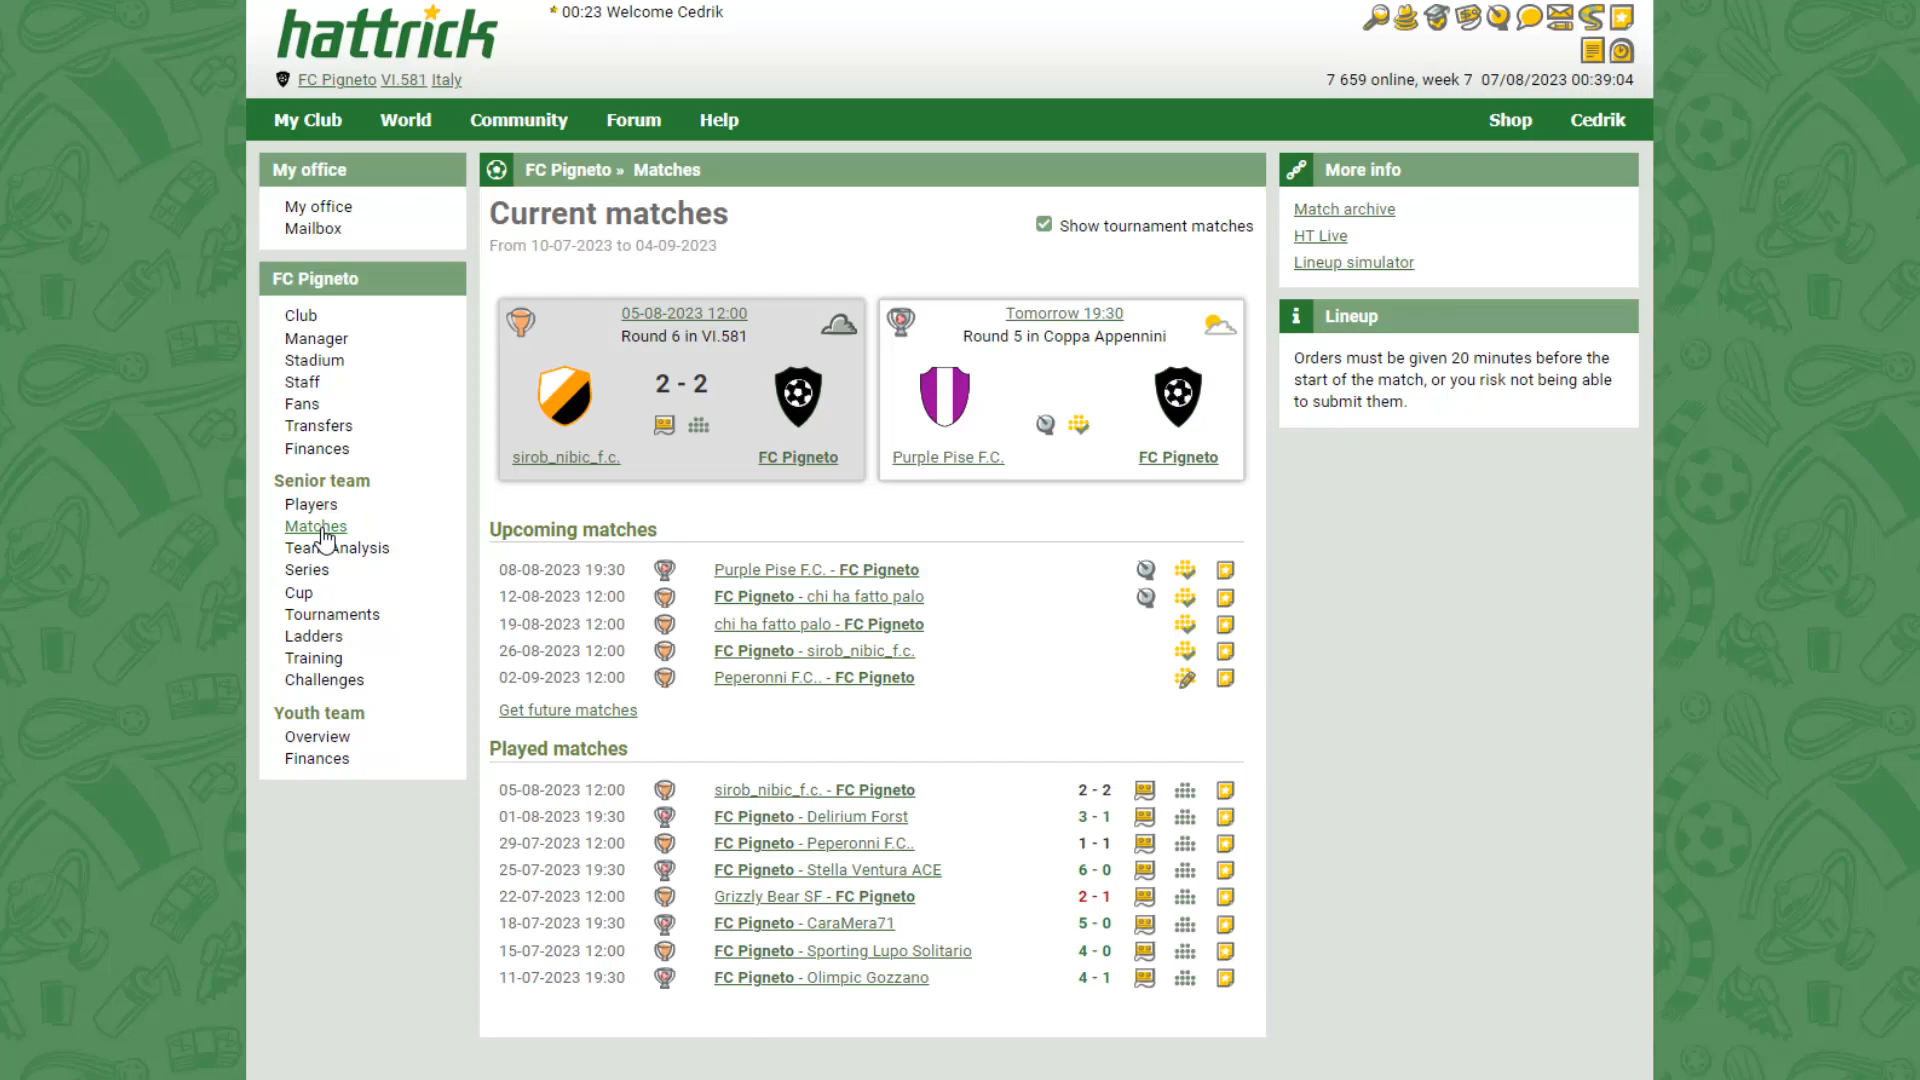 hattrick
00:23 Welcome Cedrik
FC Pigneto VI.581 Italy
7 659 online, week 7 07/08/2023 00:39:04
My Club World Community Forum Help Shop Cedrik
My office
My office
Mailbox
FC Pigneto
Club
Manager
Stadium
Staff
Fans
Transfers
Finances
Senior team
Players
Matches
Team Analysis
Series
Cup
Tournaments
Ladders
Training
Challenges
Youth team
Overview
Finances
FC Pigneto » Matches
Current matches
Show tournament matches
From 10-07-2023 to 04-09-2023
05-08-2023 12:00
Round 6 in VI.581
2 - 2
sirob_nibic_f.c. FC Pigneto
Tomorrow 19:30
Round 5 in Coppa Appennini
Purple Pise F.C. FC Pigneto
Upcoming matches
08-08-2023 19:30 Purple Pise F.C. - FC Pigneto
12-08-2023 12:00 FC Pigneto - chi ha fatto palo
19-08-2023 12:00 chi ha fatto palo - FC Pigneto
26-08-2023 12:00 FC Pigneto - sirob_nibic_f.c.
02-09-2023 12:00 Peperonni F.C.. - FC Pigneto
Get future matches
Played matches
05-08-2023 12:00 sirob_nibic_f.c. - FC Pigneto 2 - 2
01-08-2023 19:30 FC Pigneto - Delirium Forst 3 - 1
29-07-2023 12:00 FC Pigneto - Peperonni F.C.. 1 - 1
25-07-2023 19:30 FC Pigneto - Stella Ventura ACE 6 - 0
22-07-2023 12:00 Grizzly Bear SF - FC Pigneto 2 - 1
18-07-2023 19:30 FC Pigneto - CaraMera71 5 - 0
15-07-2023 12:00 FC Pigneto - Sporting Lupo Solitario 4 - 0
11-07-2023 19:30 FC Pigneto - Olimpic Gozzano 4 - 1
More info
Match archive
HT Live
Lineup simulator
Lineup
Orders must be given 20 minutes before the
start of the match, or you risk not being able
to submit them.